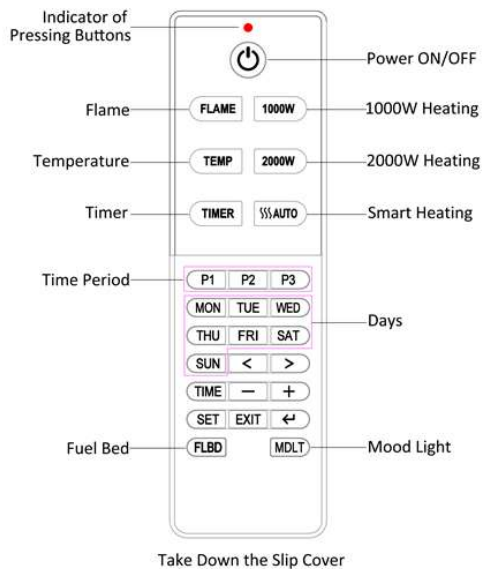 Indicator of
Pressing Buttons
Power ON/OFF
Flame
FLAME
1000W
1000W Heating
Temperature
TEMP
2000W
2000W Heating
Timer
TIMER
AUTO
Smart Heating
Time Period
P1 P2 P3
MON TUE WED
Days
THU FRI SAT
SUN < >
TIME — +
SET EXIT ↵
Fuel Bed
FLBD
MDLT
Mood Light
Take Down the Slip Cover